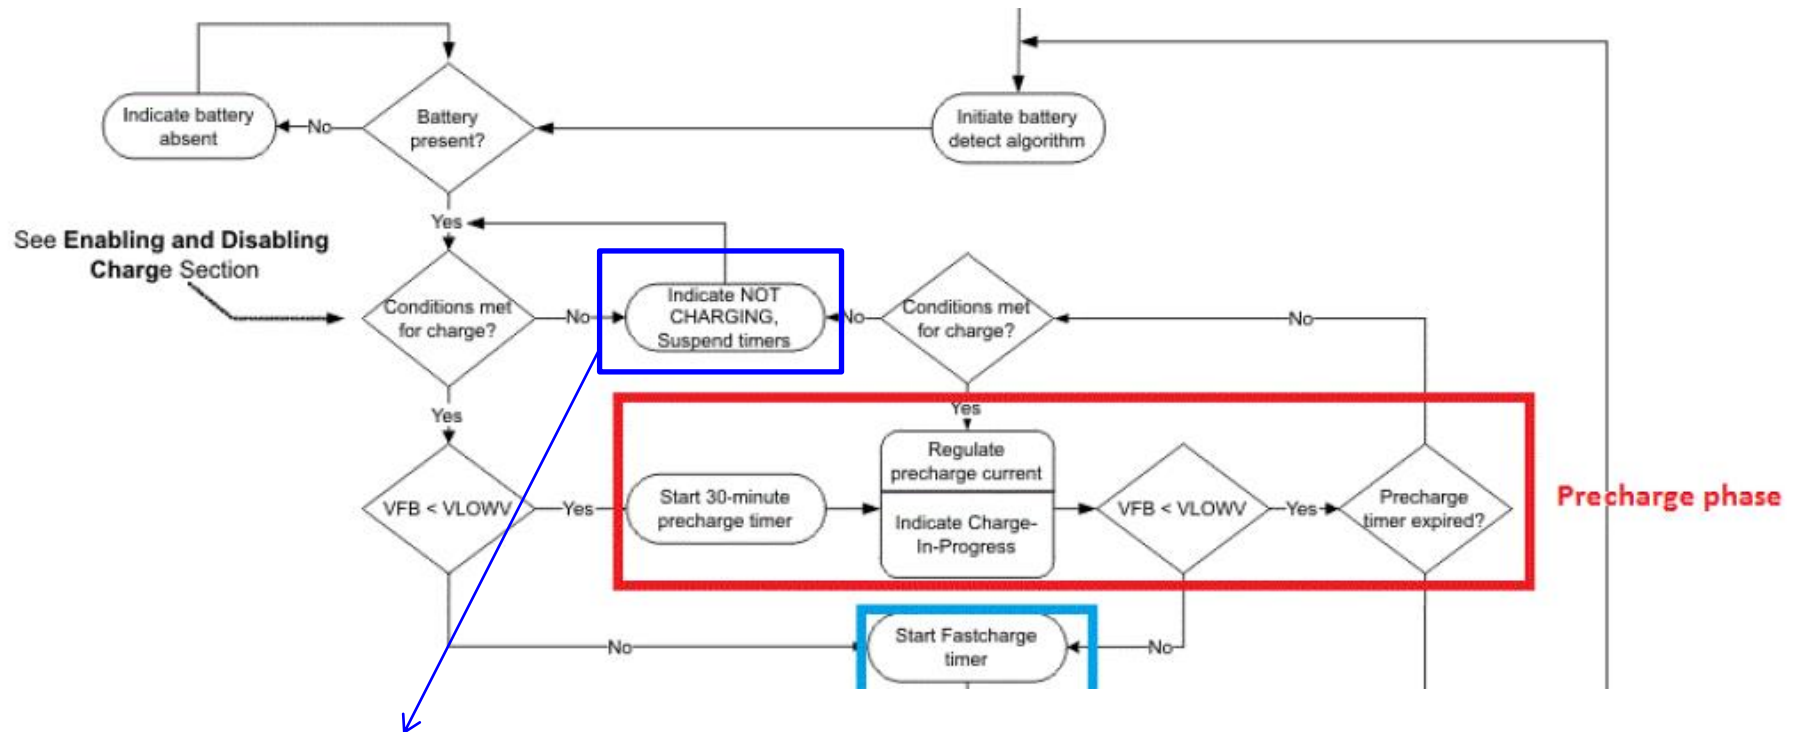 Indicate battery
absent
No
Battery
present?
Initiate battery
detect algorithm
Yes
See Enabling and Disabling
Charge Section
Conditions met
for charge?
No
Indicate NOT
CHARGING,
Suspend timers
No
Conditions met
for charge?
No
Yes
Yes
VFB < VLOWV
Yes
Start 30-minute
precharge timer
Regulate
precharge current
Indicate Charge-
In-Progress
VFB < VLOWV
Yes
Precharge
timer expired?
Precharge phase
No
Start Fastcharge
timer
No